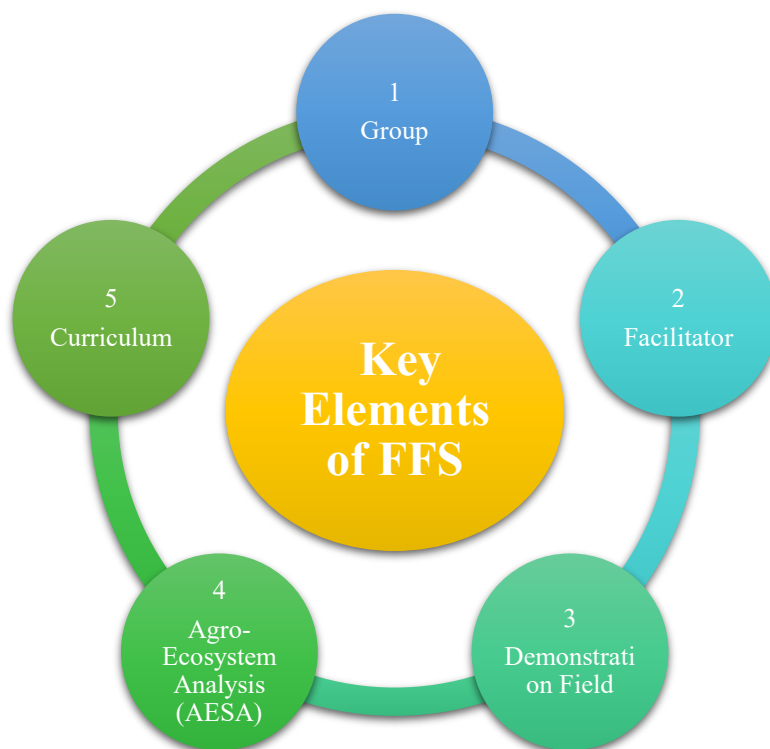 1
Group
2
Facilitator
3
Demonstrati
on Field
4
Agro-
Ecosystem
Analysis
(AESA)
5
Curriculum
Key
Elements
of FFS